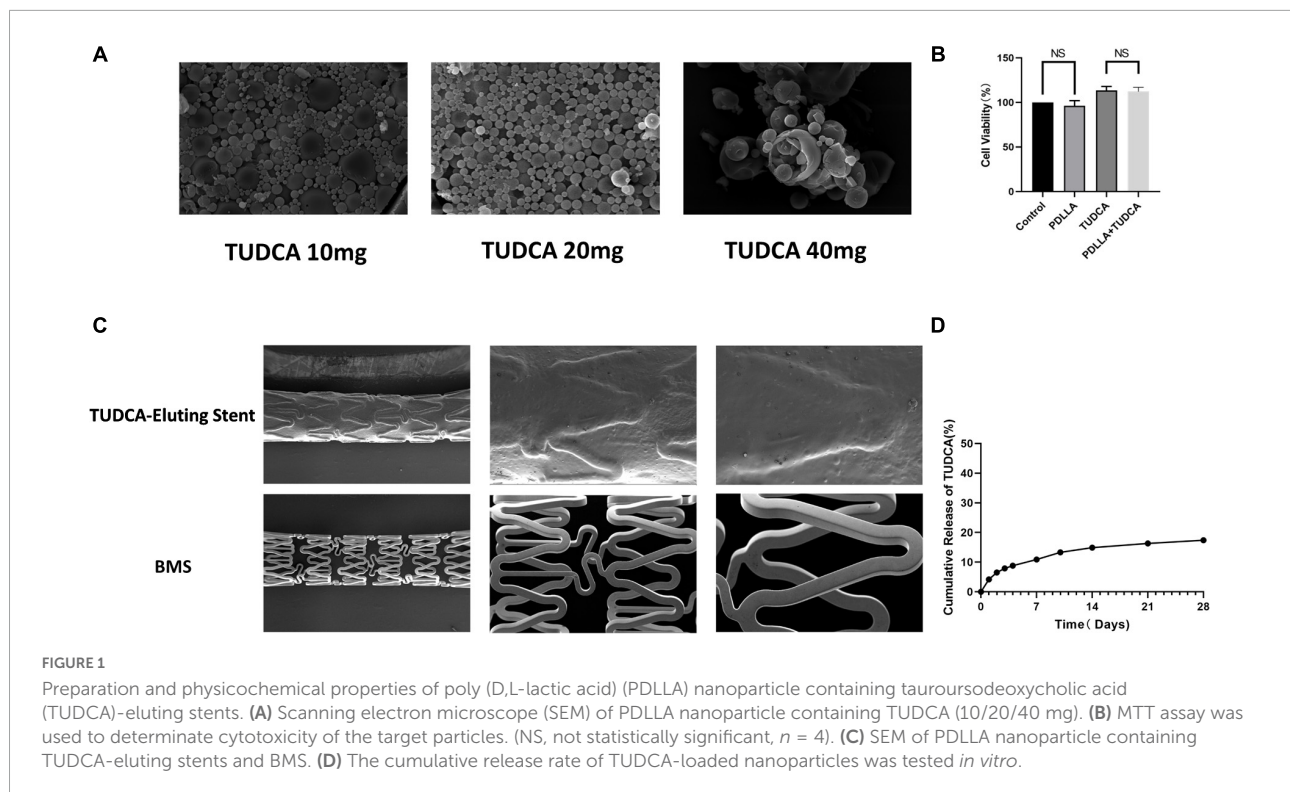 A
TUDCA 10mg
TUDCA 20mg
TUDCA 40mg
B
NS
NS
Cell Viability(%)
150
100
50
0
Control
PDLLA
TUDCA
PDLLA+TUDCA
C
TUDCA-Eluting Stent
BMS
D
Cumulative Release of TUDCA(%)
50
40
30
20
10
0
0
7
14
21
28
Time( Days)
FIGURE 1
Preparation and physicochemical properties of poly (D,L-lactic acid) (PDLLA) nanoparticle containing tauroursodeoxycholic acid
(TUDCA)-eluting stents. (A) Scanning electron microscope (SEM) of PDLLA nanoparticle containing TUDCA (10/20/40 mg). (B) MTT assay was
used to determinate cytotoxicity of the target particles. (NS, not statistically significant, n = 4). (C) SEM of PDLLA nanoparticle containing
TUDCA-eluting stents and BMS. (D) The cumulative release rate of TUDCA-loaded nanoparticles was tested in vitro.